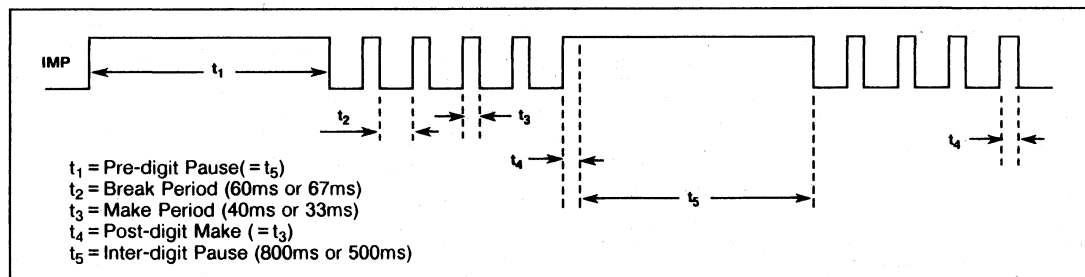 IMP
t₁
t₂
t₃
t₄
t₄
t₅
t₁ = Pre-digit Pause( = t₅)
t₂ = Break Period (60ms or 67ms)
t₃ = Make Period (40ms or 33ms)
t₄ = Post-digit Make ( = t₃)
t₅ = Inter-digit Pause (800ms or 500ms)